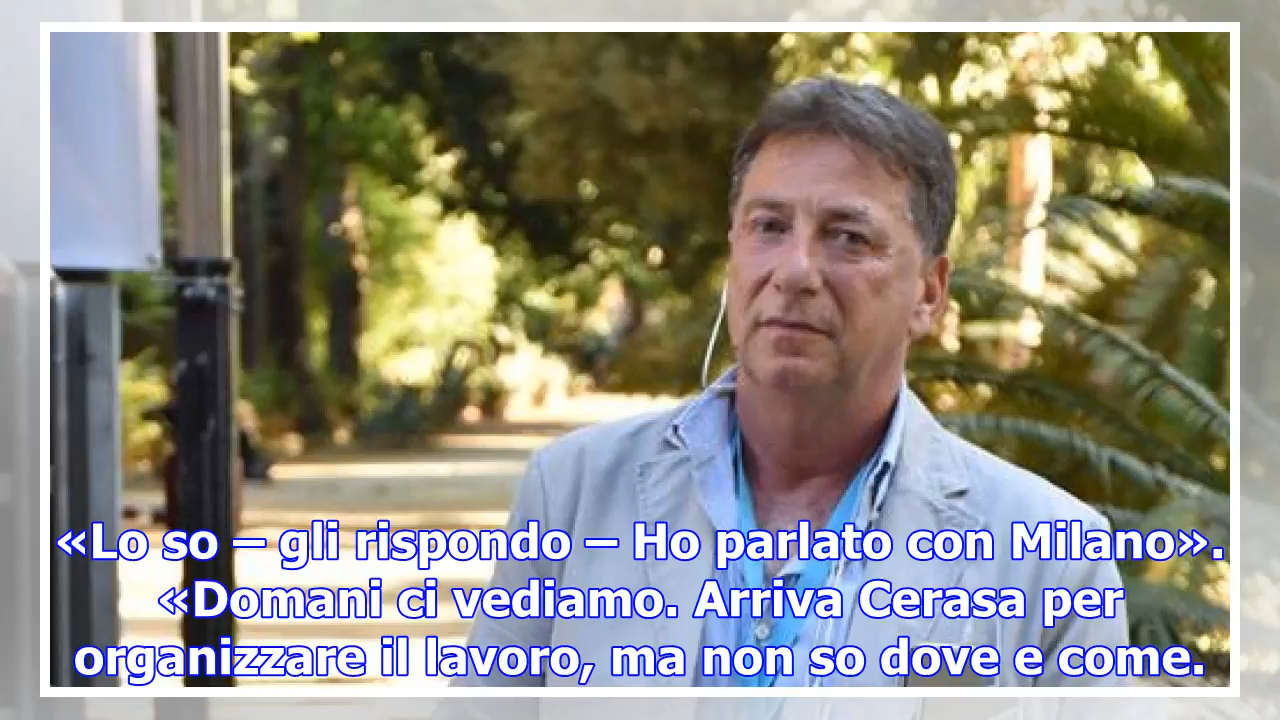 «Lo so – gli rispondo – Ho parlato con Milano».
«Domani ci vediamo. Arriva Cerasa per
organizzare il lavoro, ma non so dove e come.